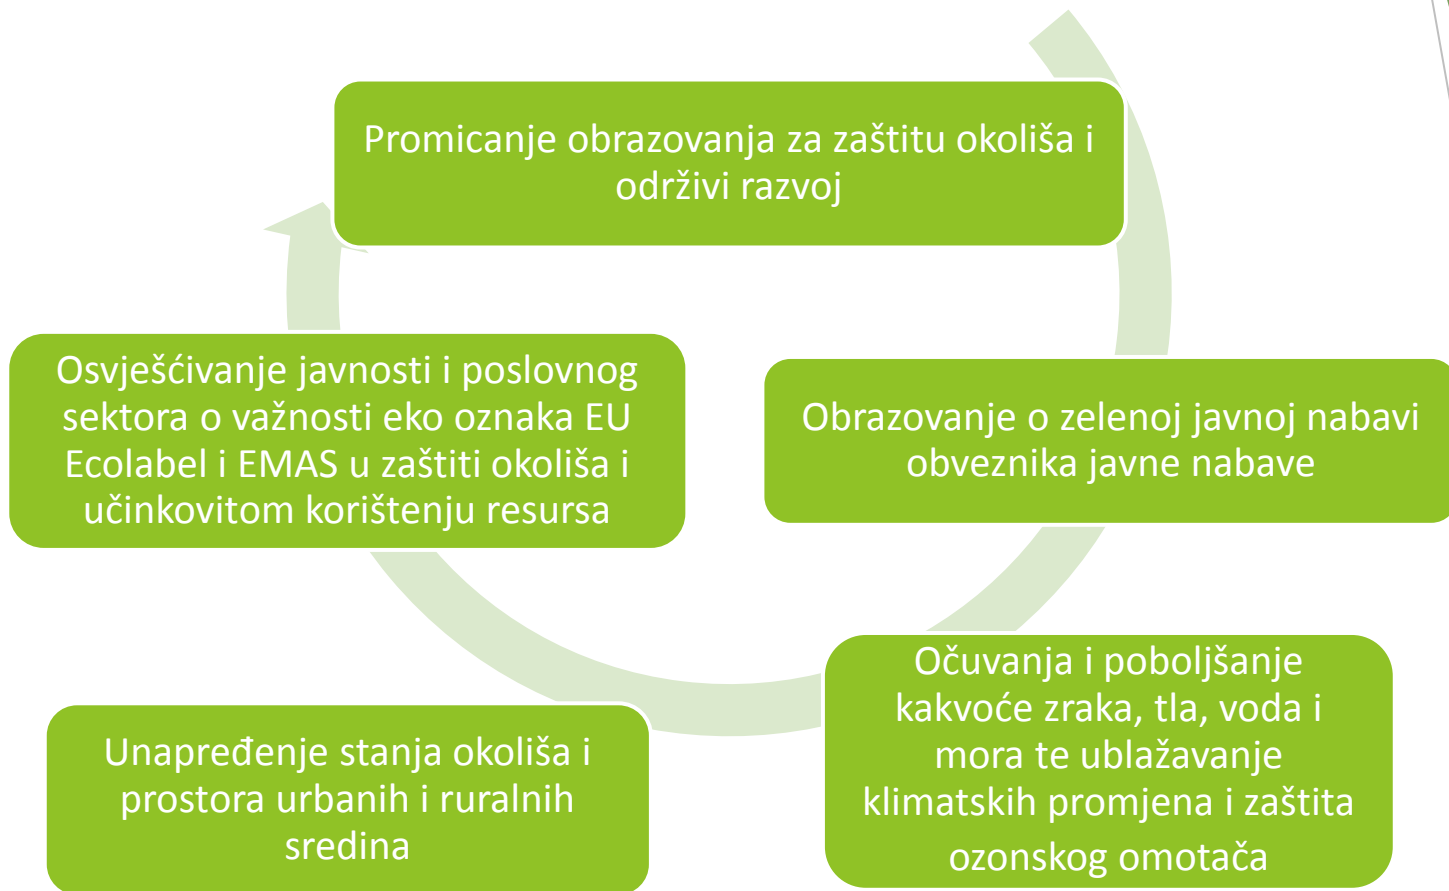 Promicanje obrazovanja za zaštitu okoliša i
održivi razvoj
Obrazovanje o zelenoj javnoj nabavi
obveznika javne nabave
Očuvanja i poboljšanje
kakvoće zraka, tla, voda i
mora te ublažavanje
klimatskih promjena i zaštita
ozonskog omotača
Unapređenje stanja okoliša i
prostora urbanih i ruralnih
sredina
Osvješćivanje javnosti i poslovnog
sektora o važnosti eko oznaka EU
Ecolabel i EMAS u zaštiti okoliša i
učinkovitom korištenju resursa